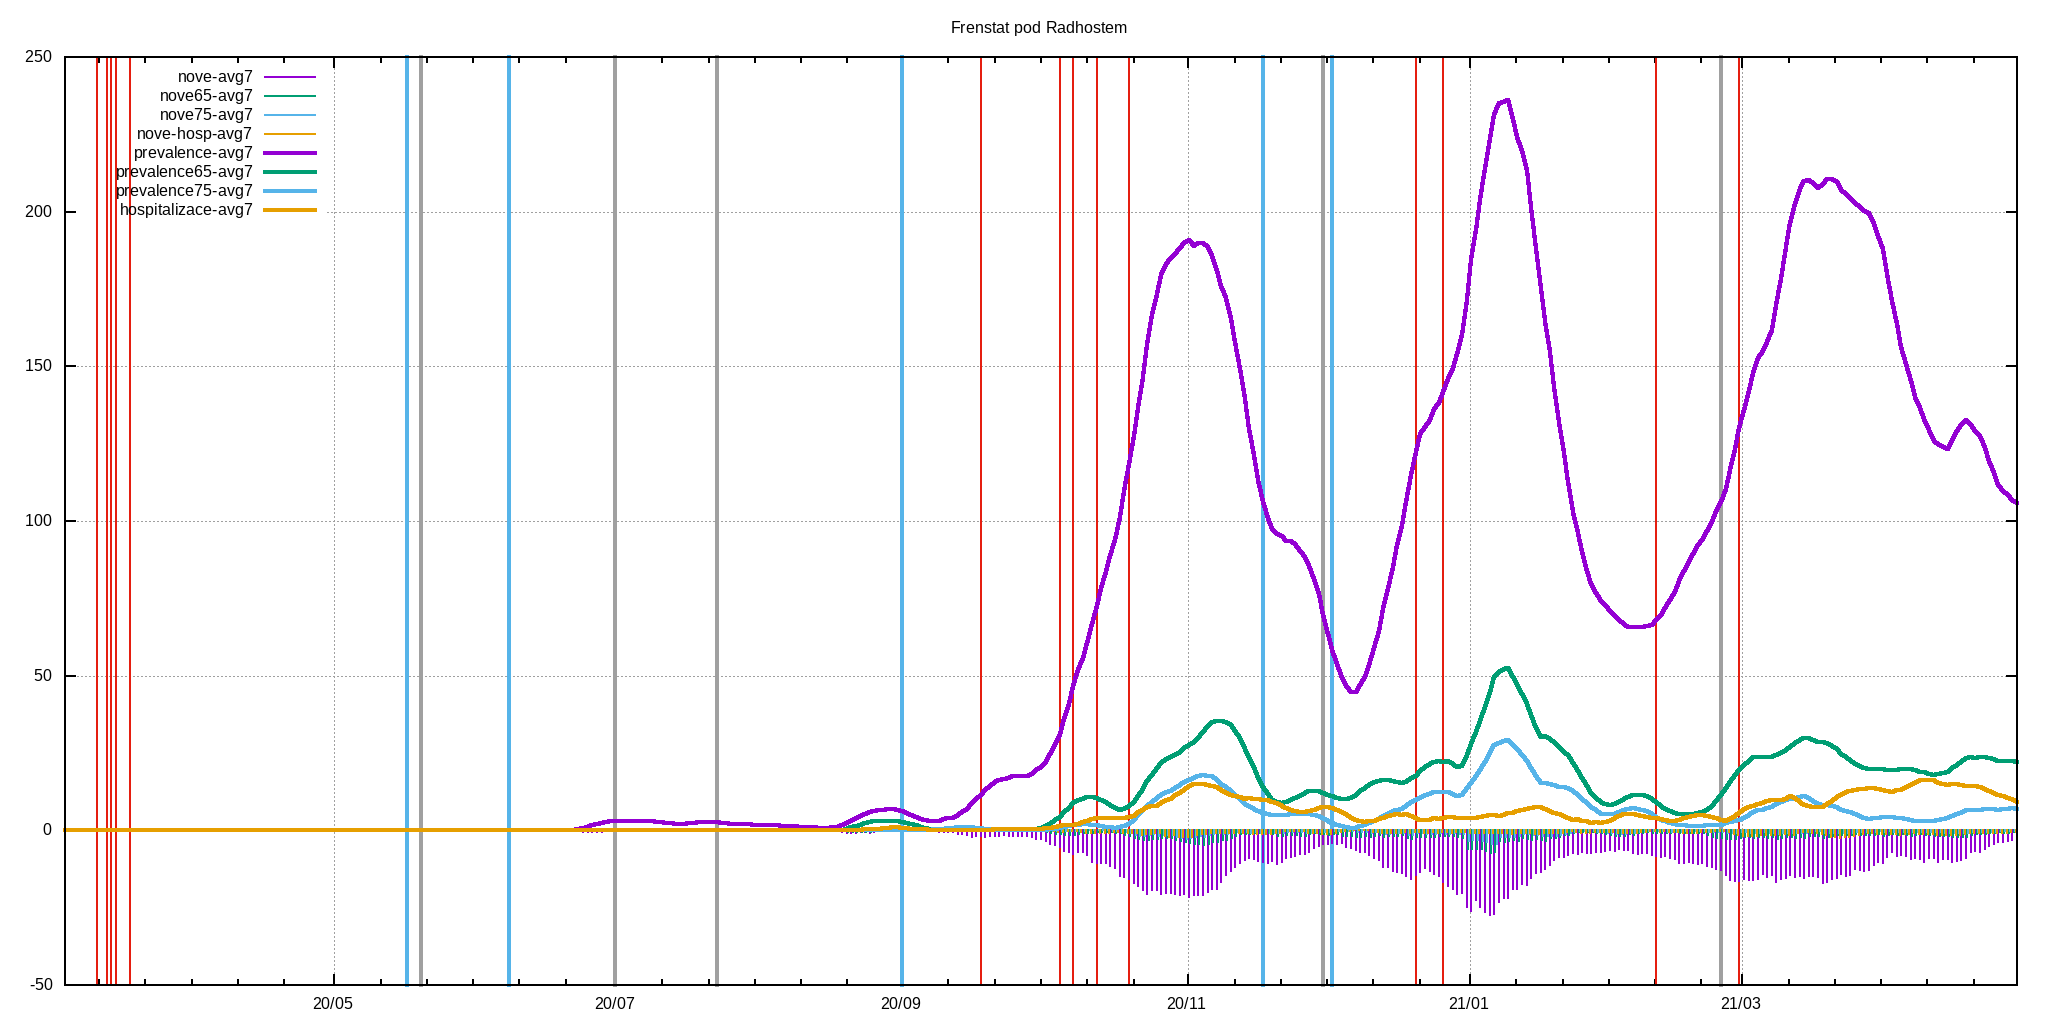 Frenstat pod Radhostem
250
200
150
100
50
0
-50
nove-avg7
nove65-avg7
nove75-avg7
nove-hosp-avg7
prevalence-avg7
prevalence65-avg7
prevalence75-avg7
hospitalizace-avg7
20/05 20/07 20/09 20/11 21/01 21/03